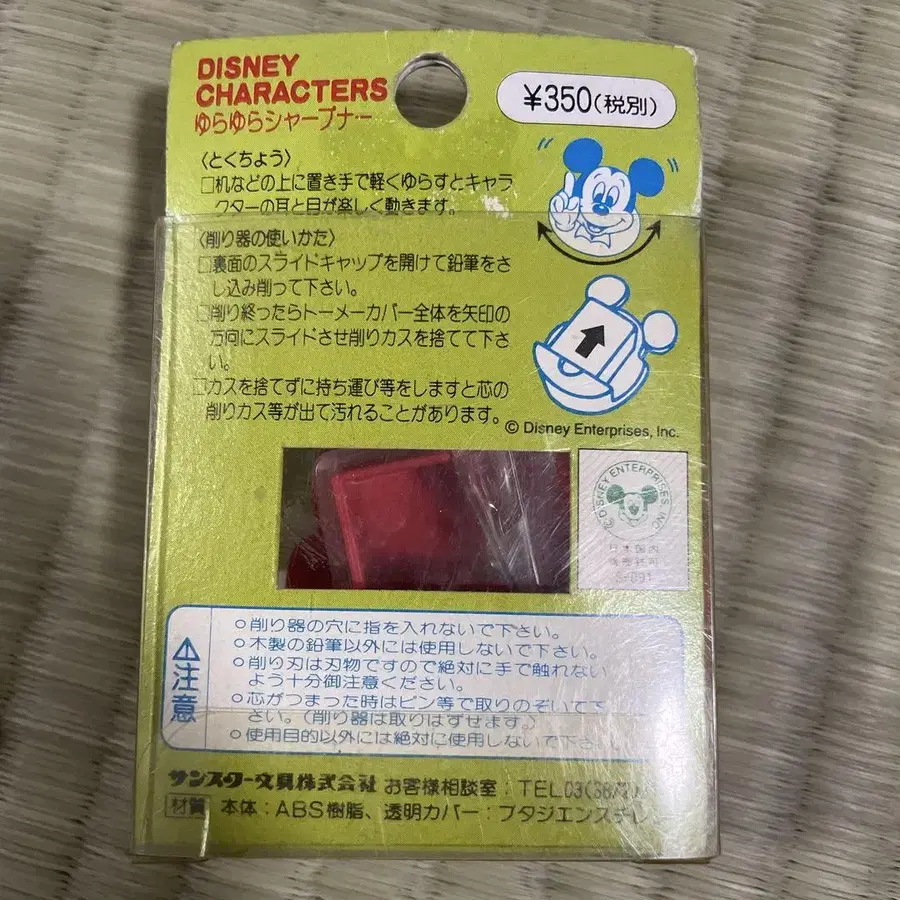 DISNEY
CHARACTERS
ゆらゆらシャープナー
¥350(税別)
〈とくちょう〉
□机などの上に置き手で軽くゆらすとキャラ
クターの耳と目が楽しく動きます。
〈削り器の使いかた〉
□裏面のスライドキャップを開けて鉛筆をさ
し込み削って下さい。
□削り終ったらトーメーカバー全体を矢印の
方向にスライドさせ削りカスを捨てて下さ
い。
□カスを捨てずに持ち運び等をしますと芯の
削りカス等が出て汚れることがあります。
© Disney Enterprises, Inc.
© DISNEY ENTERPRISES, INC
日本国内
販売許可
⚠注意
○削り器の穴に指を入れないで下さい。
○木製の鉛筆以外には使用しないで下さい。
○削り刃は刃物ですので絶対に手で触れない
よう十分御注意ください。
○芯がつまった時はピン等で取りのぞいて下
さい。(削り器は取りはずせます。)
○使用目的以外には絶対に使用しないで下さい
サンスター文具株式会社 お客様相談室:TEL.03(387
材質 本体:ABS樹脂、透明カバー:ブタジエンスチレ